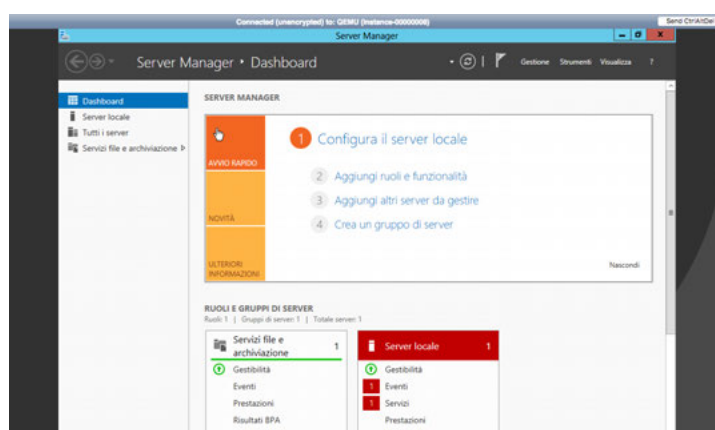 Connected (unencrypted) to: QEMU (Instance-00000006)
Send CtrlAltDel
Server Manager
Server Manager • Dashboard
Gestione Strumenti Visualizza ?
Dashboard
Server locale
Tutti i server
Servizi file e archiviazione
SERVER MANAGER
AVVIO RAPIDO
NOVITÀ
ULTERIORI
INFORMAZIONI
1 Configura il server locale
2 Aggiungi ruoli e funzionalità
3 Aggiungi altri server da gestire
4 Crea un gruppo di server
Nascondi
RUOLI E GRUPPI DI SERVER
Ruoli: 1 | Gruppi di server: 1 | Totale server: 1
Servizi file e
archiviazione 1
Gestibilità
Eventi
Prestazioni
Risultati BPA
Server locale 1
Gestibilità
1 Eventi
1 Servizi
Prestazioni